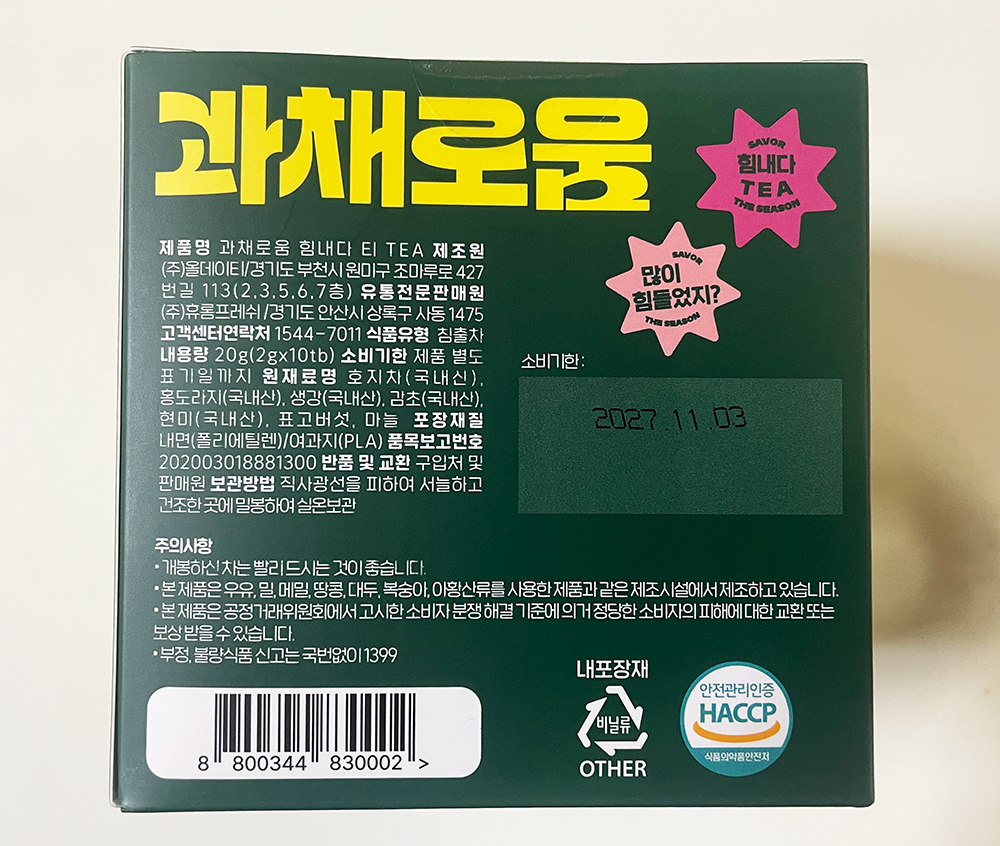 과채로움
SAVOR
힘내다
TEA
THE SEASON
SAVOR
많이
힘들었지?
THE SEASON
제품명 과채로움 힘내다 티 TEA 제조원
(주)올데이티/경기도 부천시 원미구 조마루로 427
번길 113(2,3,5,6,7층) 유통전문판매원
(주)휴롬프레쉬/경기도 안산시 상록구 사동 1475
고객센터연락처 1544-7011 식품유형 침출차
내용량 20g(2gx10tb) 소비기한 제품 별도
표기일까지 원재료명 호지차(국내산),
홍도라지(국내산), 생강(국내산), 감초(국내산),
현미(국내산), 표고버섯, 마늘 포장재질
내면(폴리에틸렌)/여과지(PLA) 품목보고번호
202003018881300 반품 및 교환 구입처 및
판매원 보관방법 직사광선을 피하여 서늘하고
건조한 곳에 밀봉하여 실온보관
소비기한:
2027.11.03
주의사항
• 개봉하신 차는 빨리 드시는 것이 좋습니다.
• 본 제품은 우유, 밀, 메밀, 땅콩, 대두, 복숭아, 아황산류를 사용한 제품과 같은 제조시설에서 제조하고 있습니다.
• 본 제품은 공정거래위원회에서 고시한 소비자 분쟁 해결 기준에 의거 정당한 소비자의 피해에 대한 교환 또는
보상 받을 수 있습니다.
• 부정, 불량식품 신고는 국번없이 1399
8 800344 830002 >
내포장재
비닐류
OTHER
안전관리인증
HACCP
식품의약품안전처